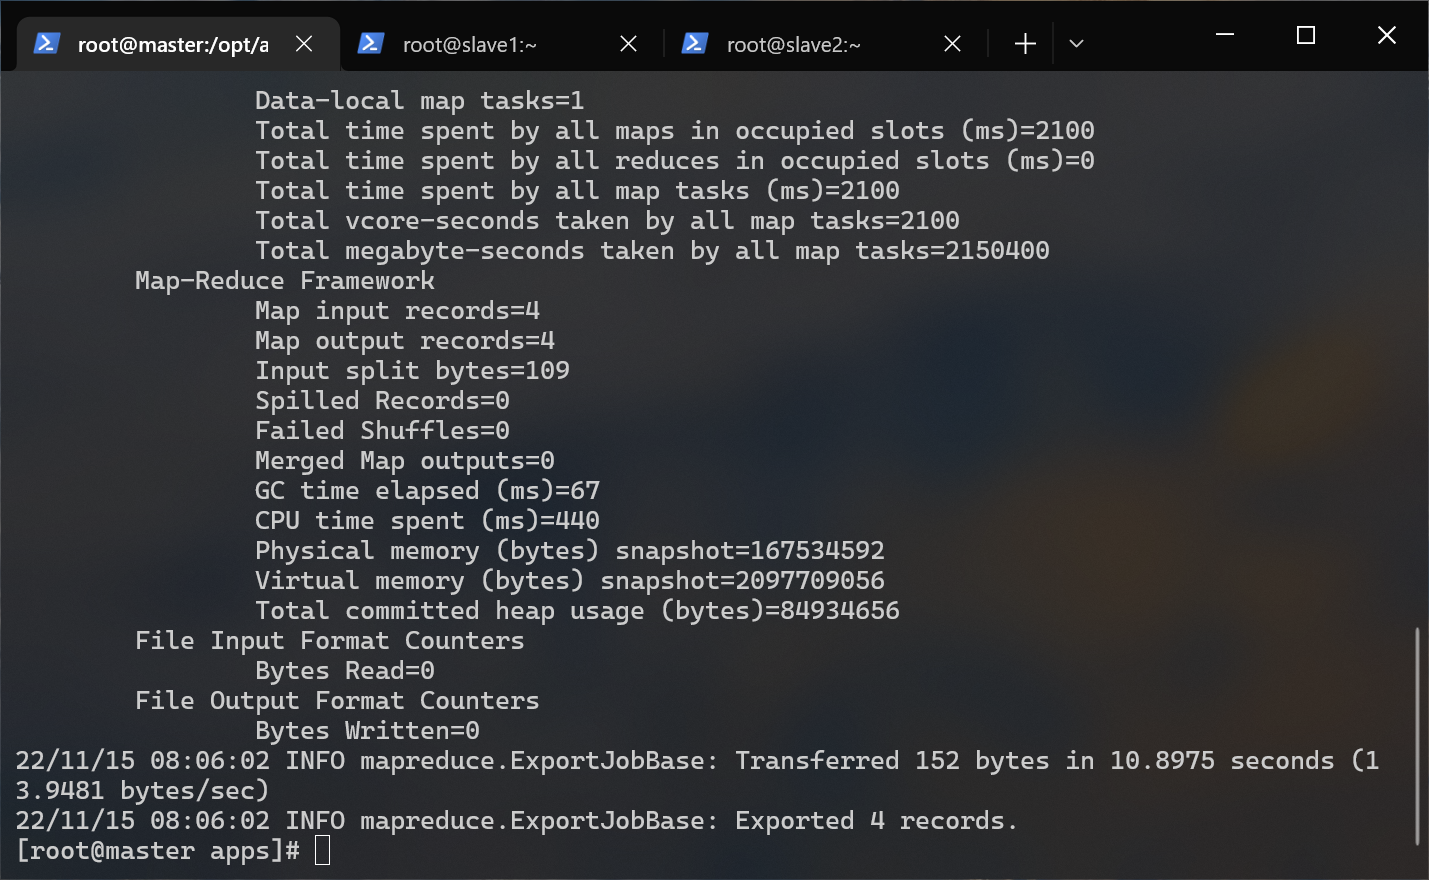 root@master:/opt/a
root@slave1:~
root@slave2:~
Data-local map tasks=1
Total time spent by all maps in occupied slots (ms)=2100
Total time spent by all reduces in occupied slots (ms)=0
Total time spent by all map tasks (ms)=2100
Total vcore-seconds taken by all map tasks=2100
Total megabyte-seconds taken by all map tasks=2150400
Map-Reduce Framework
Map input records=4
Map output records=4
Input split bytes=109
Spilled Records=0
Failed Shuffles=0
Merged Map outputs=0
GC time elapsed (ms)=67
CPU time spent (ms)=440
Physical memory (bytes) snapshot=167534592
Virtual memory (bytes) snapshot=2097709056
Total committed heap usage (bytes)=84934656
File Input Format Counters
Bytes Read=0
File Output Format Counters
Bytes Written=0
22/11/15 08:06:02 INFO mapreduce.ExportJobBase: Transferred 152 bytes in 10.8975 seconds (1
3.9481 bytes/sec)
22/11/15 08:06:02 INFO mapreduce.ExportJobBase: Exported 4 records.
[root@master apps]#